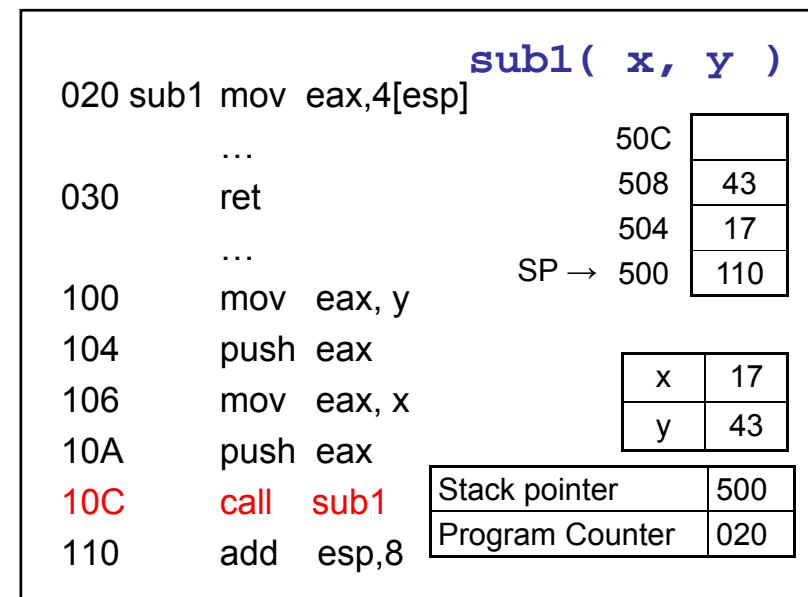 sub1( x, y )
020 sub1 mov eax,4[esp]
…
030 ret
…
100 mov eax, y
104 push eax
106 mov eax, x
10A push eax
10C call sub1
110 add esp,8
50C
508 43
504 17
SP → 500 110
x 17
y 43
Stack pointer 500
Program Counter 020